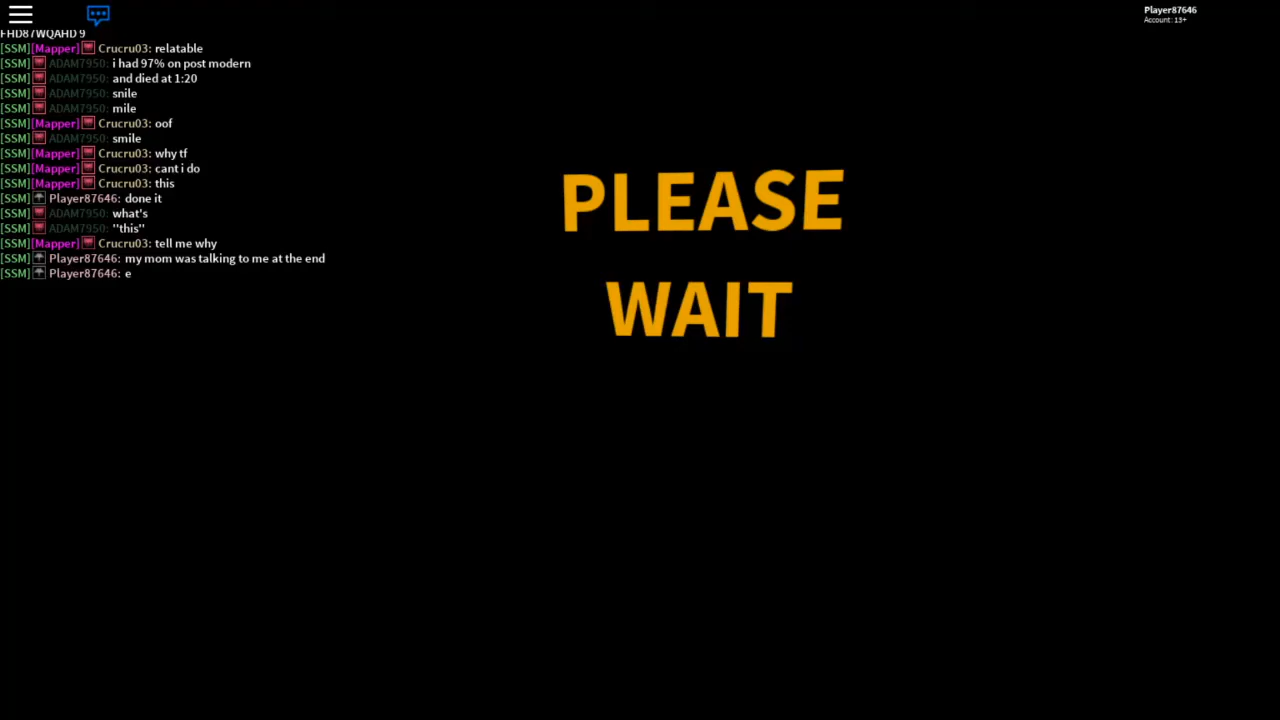 Player87646
Account: 13+
FHD87WQAHD 9
[SSM][Mapper] Crucru03: relatable
[SSM] ADAM7950: i had 97% on post modern
[SSM] ADAM7950: and died at 1:20
[SSM] ADAM7950: snile
[SSM] ADAM7950: mile
[SSM][Mapper] Crucru03: oof
[SSM] ADAM7950: smile
[SSM][Mapper] Crucru03: why tf
[SSM][Mapper] Crucru03: cant i do
[SSM][Mapper] Crucru03: this
[SSM] Player87646: done it
[SSM] ADAM7950: what's
[SSM] ADAM7950: ''this''
[SSM][Mapper] Crucru03: tell me why
[SSM] Player87646: my mom was talking to me at the end
[SSM] Player87646: e
PLEASE
WAIT